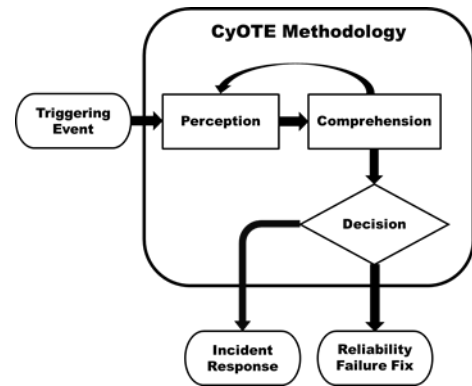 CyOTE Methodology
Triggering
Event
Perception
Comprehension
Decision
Incident
Response
Reliability
Failure Fix